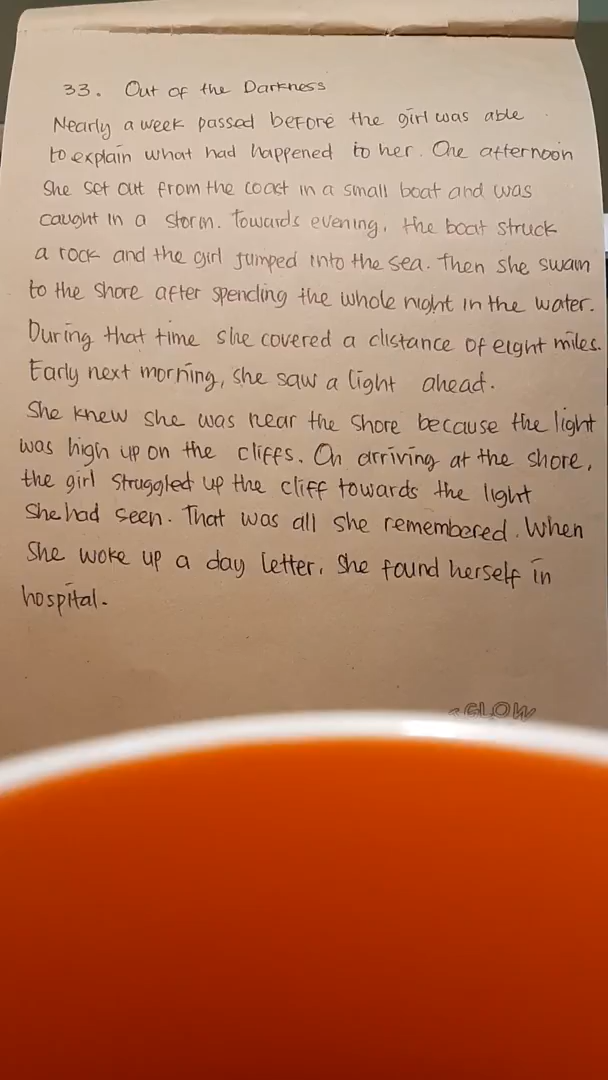 33. Out of the Darkness
Nearly a week passed before the girl was able
to explain what had happened to her. One afternoon
she set out from the coast in a small boat and was
caught in a storm. Towards evening, the boat struck
a rock and the girl jumped into the sea. Then she swam
to the shore after spending the whole night in the water.
During that time she covered a distance of eight miles.
Early next morning, she saw a light ahead.
She knew she was near the shore because the light
was high up on the cliffs. On arriving at the shore,
the girl struggled up the cliff towards the light
she had seen. That was all she remembered. When
she woke up a day letter, she found herself in
hospital.
GLOW